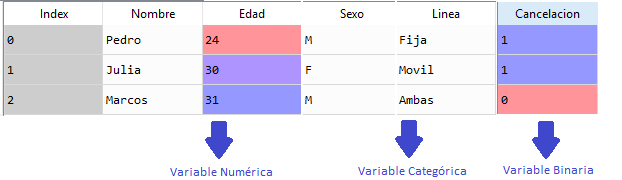 Index Nombre Edad Sexo Linea Cancelacion
0 Pedro 24 M Fija 1
1 Julia 30 F Movil 1
2 Marcos 31 M Ambas 0
Variable Numérica Variable Categórica Variable Binaria